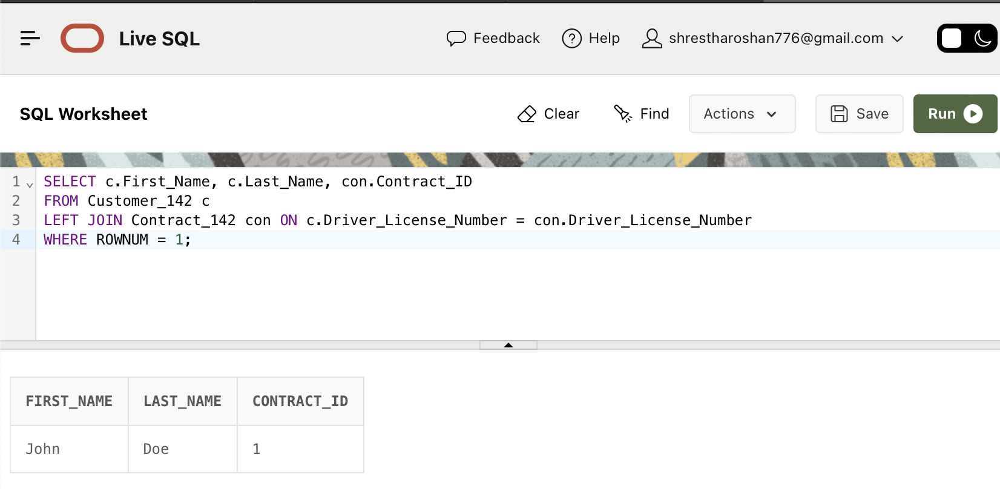 Live SQL
Feedback
Help
shrestharoshan776@gmail.com
SQL Worksheet
Clear
Find
Actions
Save
Run
1 SELECT c.First_Name, c.Last_Name, con.Contract_ID
2 FROM Customer_142 c
3 LEFT JOIN Contract_142 con ON c.Driver_License_Number = con.Driver_License_Number
4 WHERE ROWNUM = 1;
FIRST_NAME LAST_NAME CONTRACT_ID
John Doe 1